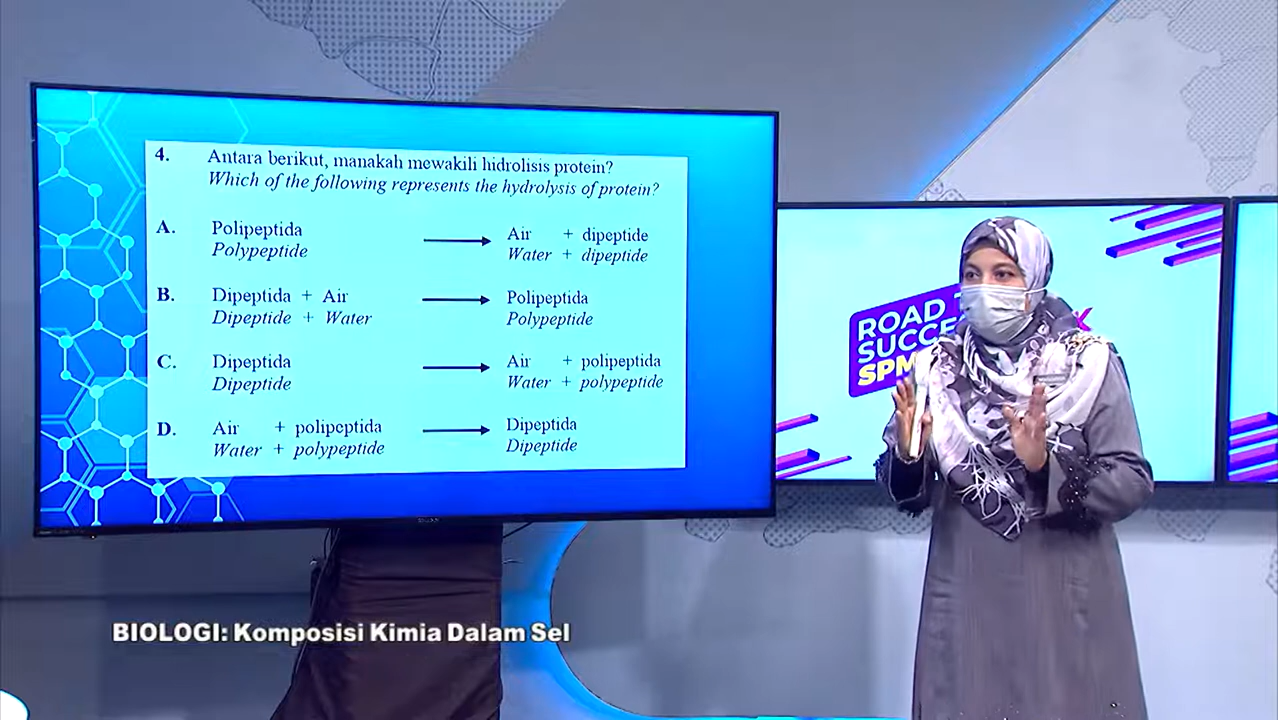 4. Antara berikut, manakah mewakili hidrolisis protein?
Which of the following represents the hydrolysis of protein?
A. Polipeptida → Air + dipeptide
Polypeptide Water + dipeptide
B. Dipeptida + Air → Polipeptida
Dipeptide + Water Polypeptide
C. Dipeptida → Air + polipeptida
Dipeptide Water + polypeptide
D. Air + polipeptida → Dipeptida
Water + polypeptide Dipeptide
ROAD
SUCCE
SPM
BIOLOGI: Komposisi Kimia Dalam Sel